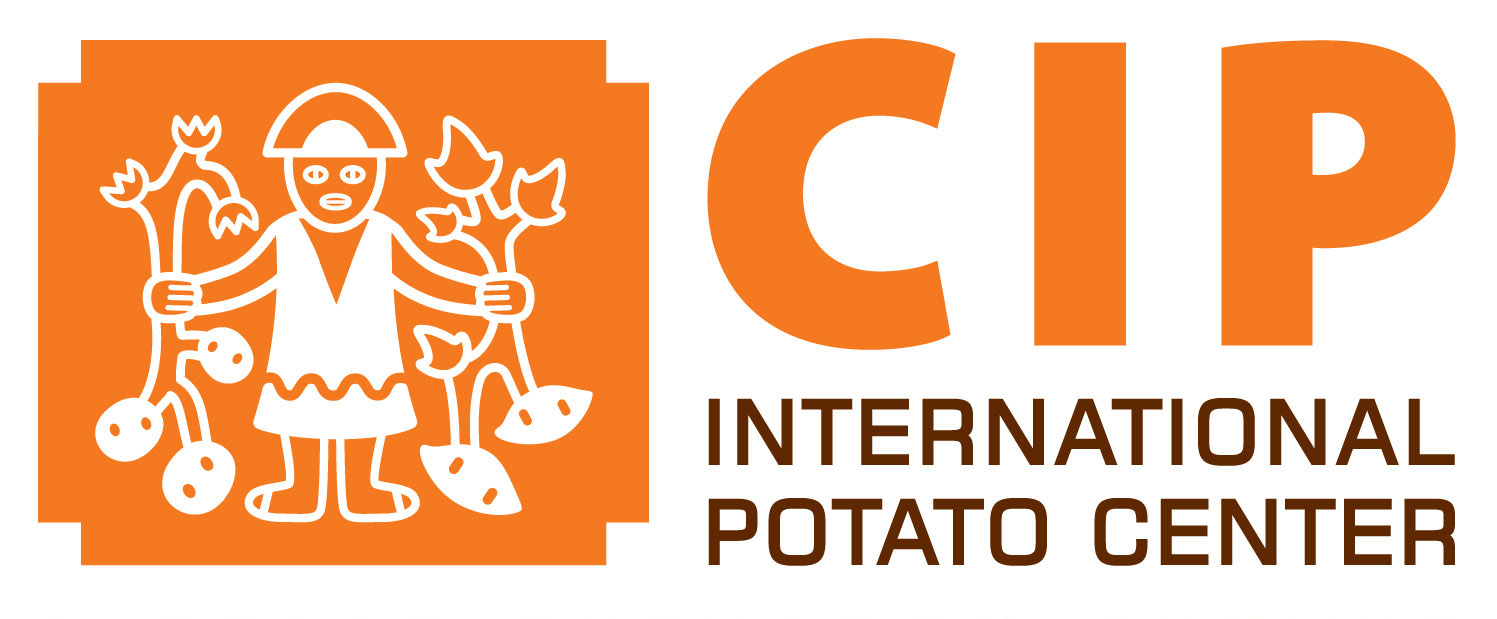 CIP
INTERNATIONAL
POTATO CENTER